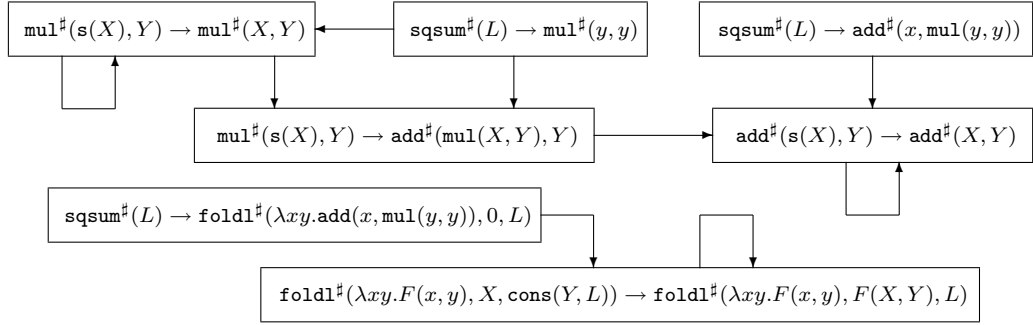 mul♯(s(X), Y) → mul♯(X, Y)
sqsum♯(L) → mul♯(y, y)
sqsum♯(L) → add♯(x, mul(y, y))
mul♯(s(X), Y) → add♯(mul(X, Y), Y)
add♯(s(X), Y) → add♯(X, Y)
sqsum♯(L) → foldl♯(λxy.add(x, mul(y, y)), 0, L)
foldl♯(λxy.F(x, y), X, cons(Y, L)) → foldl♯(λxy.F(x, y), F(X, Y), L)